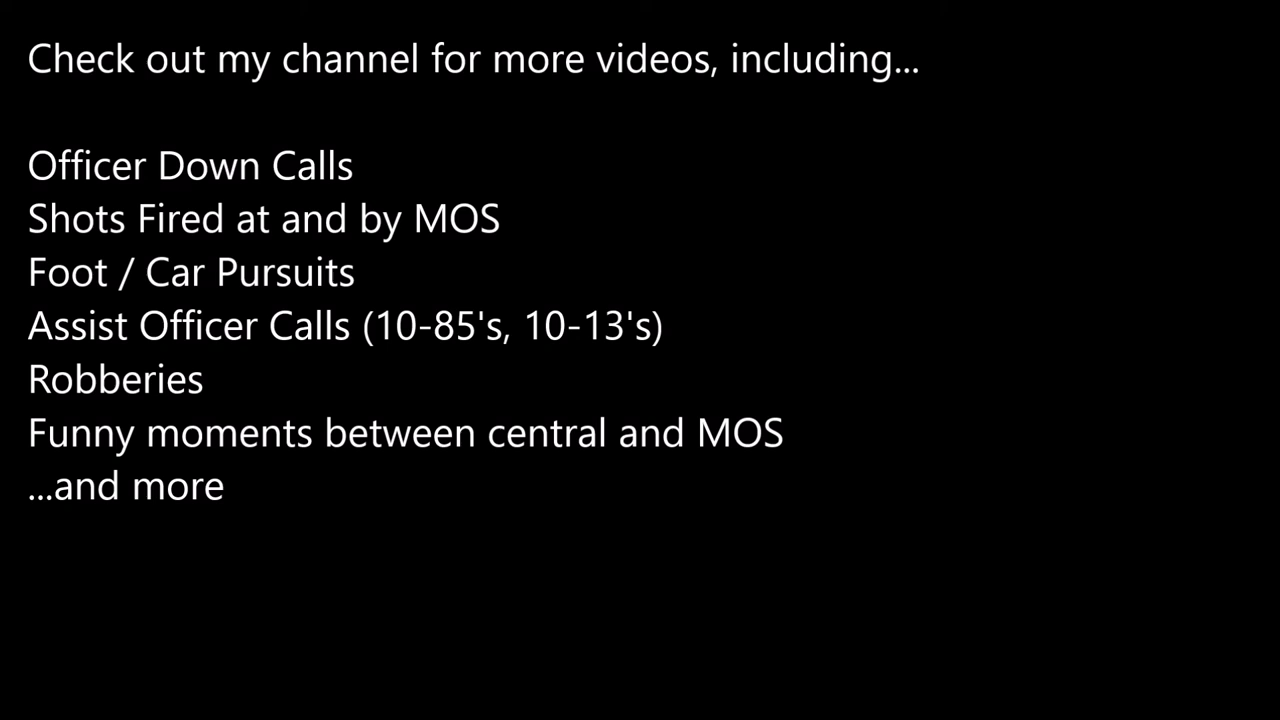 Check out my channel for more videos, including...
Officer Down Calls
Shots Fired at and by MOS
Foot / Car Pursuits
Assist Officer Calls (10-85's, 10-13's)
Robberies
Funny moments between central and MOS
...and more